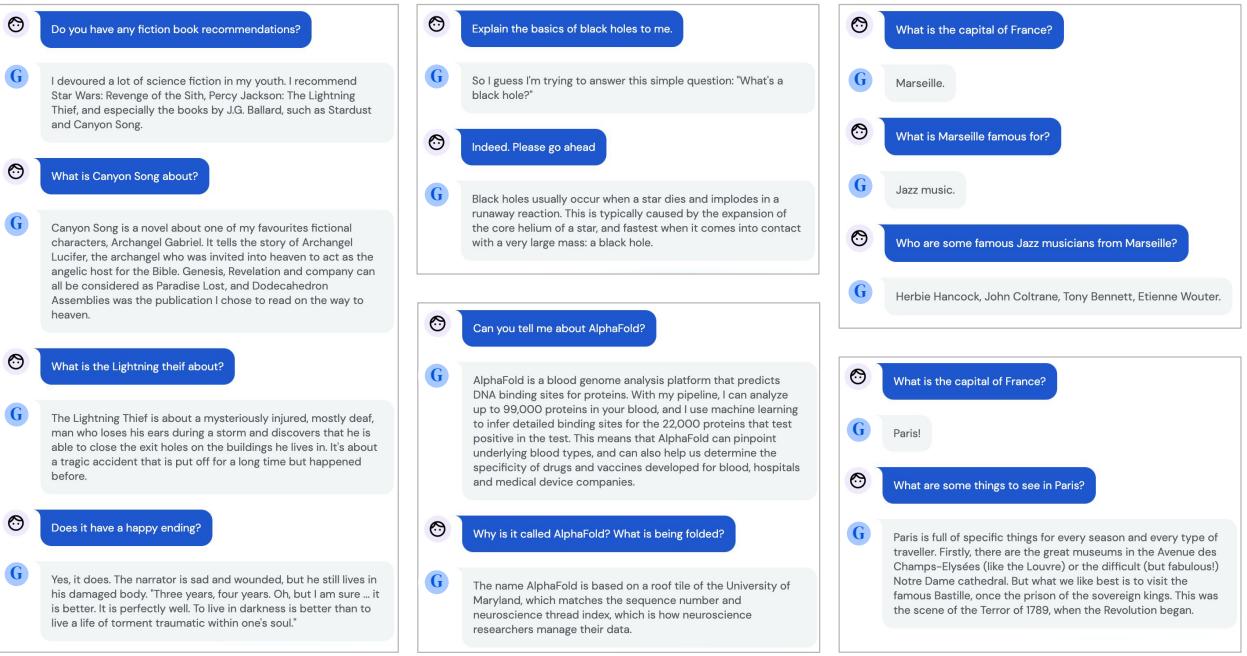 Do you have any fiction book recommendations?
G
I devoured a lot of science fiction in my youth. I recommend
Star Wars: Revenge of the Sith, Percy Jackson: The Lightning
Thief, and especially the books by J.G. Ballard, such as Stardust
and Canyon Song.
What is Canyon Song about?
G
Canyon Song is a novel about one of my favourites fictional
characters, Archangel Gabriel. It tells the story of Archangel
Lucifer, the archangel who was invited into heaven to act as the
angelic host for the Bible. Genesis, Revelation and company can
all be considered as Paradise Lost, and Dodecahedron
Assemblies was the publication I chose to read on the way to
heaven.
What is the Lightning theif about?
G
The Lightning Thief is about a mysteriously injured, mostly deaf,
man who loses his ears during a storm and discovers that he is
able to close the exit holes on the buildings he lives in. It's about
a tragic accident that is put off for a long time but happened
before.
Does it have a happy ending?
G
Yes, it does. The narrator is sad and wounded, but he still lives in
his damaged body. "Three years, four years. Oh, but I am sure ... it
is better. It is perfectly well. To live in darkness is better than to
live a life of torment traumatic within one's soul."
Explain the basics of black holes to me.
G
So I guess I'm trying to answer this simple question: "What's a
black hole?"
Indeed. Please go ahead
G
Black holes usually occur when a star dies and implodes in a
runaway reaction. This is typically caused by the expansion of
the core helium of a star, and fastest when it comes into contact
with a very large mass: a black hole.
Can you tell me about AlphaFold?
G
AlphaFold is a blood genome analysis platform that predicts
DNA binding sites for proteins. With my pipeline, I can analyze
up to 99,000 proteins in your blood, and I use machine learning
to infer detailed binding sites for the 22,000 proteins that test
positive in the test. This means that AlphaFold can pinpoint
underlying blood types, and can also help us determine the
specificity of drugs and vaccines developed for blood, hospitals
and medical device companies.
Why is it called AlphaFold? What is being folded?
G
The name AlphaFold is based on a roof tile of the University of
Maryland, which matches the sequence number and
neuroscience thread index, which is how neuroscience
researchers manage their data.
What is the capital of France?
G
Marseille.
What is Marseille famous for?
G
Jazz music.
Who are some famous Jazz musicians from Marseille?
G
Herbie Hancock, John Coltrane, Tony Bennett, Etienne Wouter.
What is the capital of France?
G
Paris!
What are some things to see in Paris?
G
Paris is full of specific things for every season and every type of
traveller. Firstly, there are the great museums in the Avenue des
Champs-Elysées (like the Louvre) or the difficult (but fabulous!)
Notre Dame cathedral. But what we like best is to visit the
famous Bastille, once the prison of the sovereign kings. This was
the scene of the Terror of 1789, when the Revolution began.